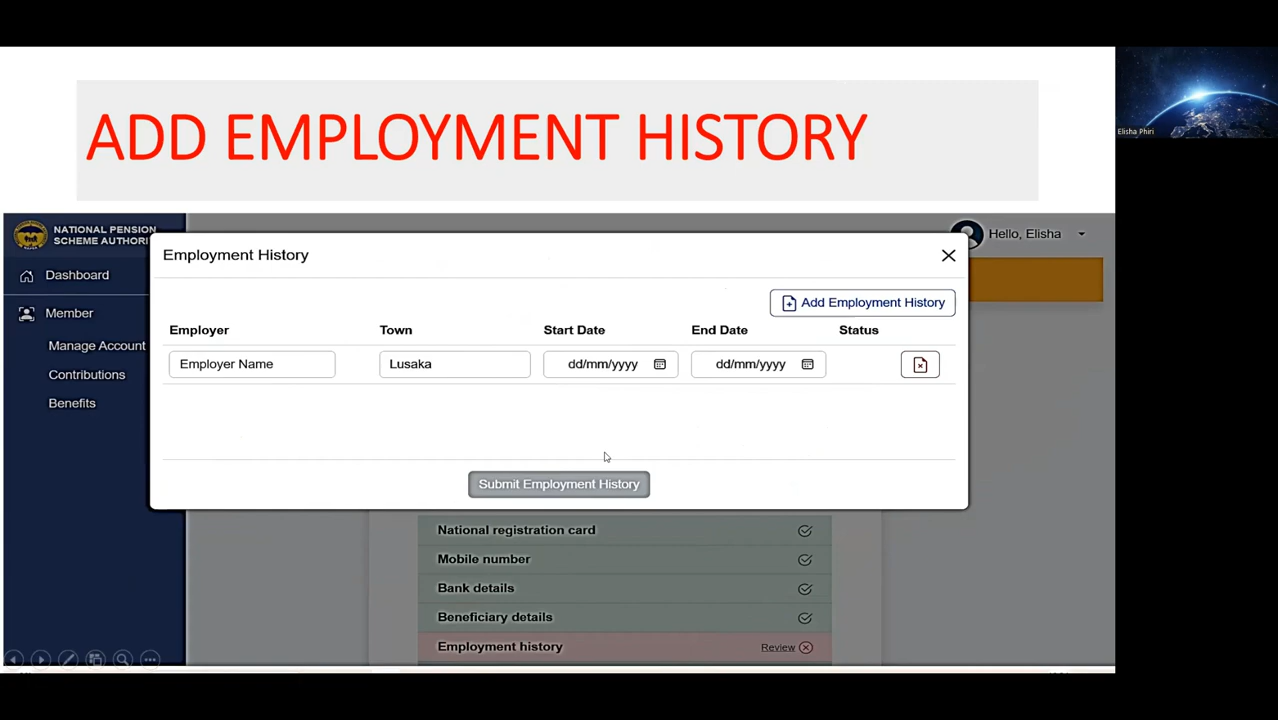 ADD EMPLOYMENT HISTORY
Elisha Phiri
NATIONAL PENSION
SCHEME AUTHORI
Hello, Elisha
Employment History
Dashboard
Member
Manage Account
Contributions
Benefits
Add Employment History
Employer Town Start Date End Date Status
Employer Name Lusaka dd/mm/yyyy dd/mm/yyyy
Submit Employment History
National registration card
Mobile number
Bank details
Beneficiary details
Employment history Review